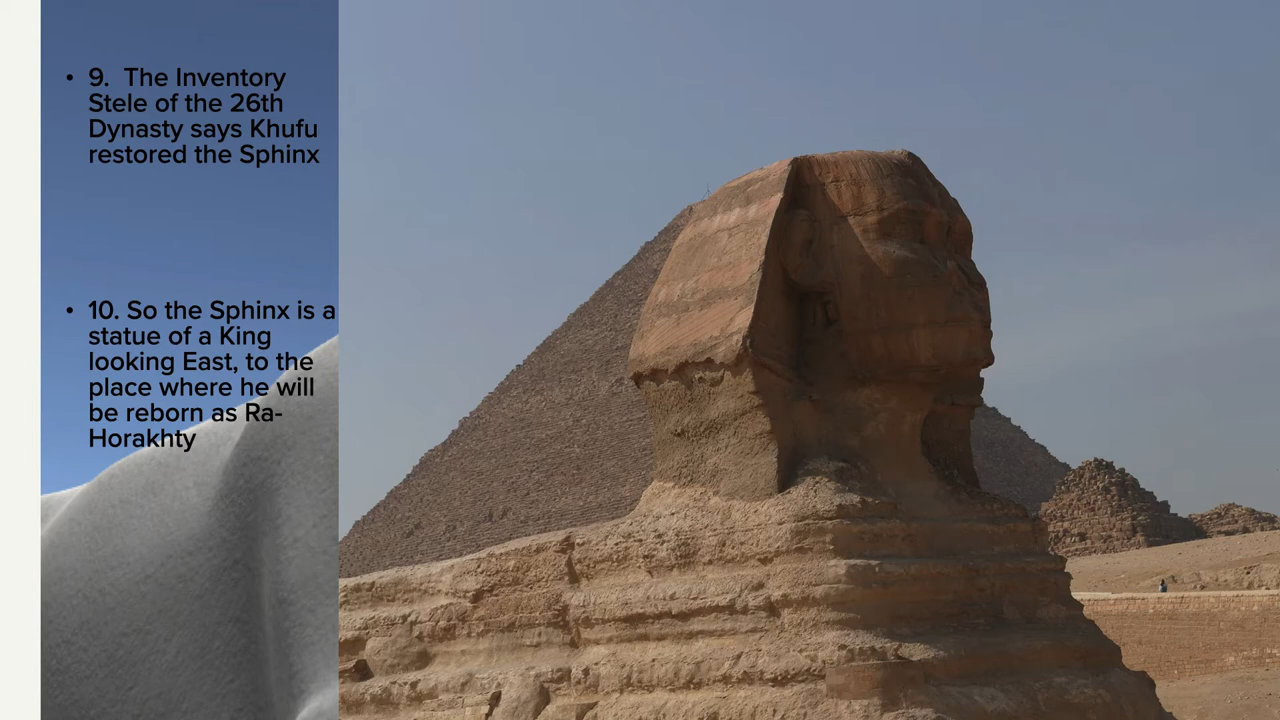 • 9. The Inventory
Stele of the 26th
Dynasty says Khufu
restored the Sphinx
• 10. So the Sphinx is a
statue of a King
looking East, to the
place where he will
be reborn as Ra-
Horakhty